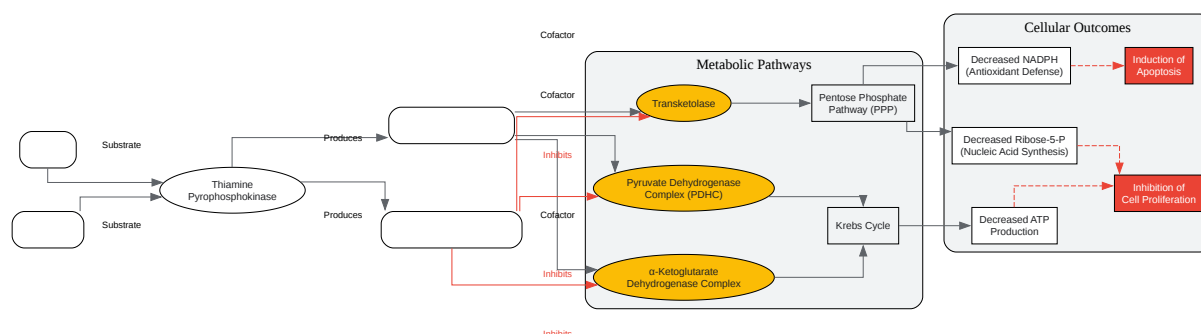 Cellular Outcomes
Cofactor
Decreased NADPH
(Antioxidant Defense)
Induction of
Apoptosis
Metabolic Pathways
Cofactor
Transketolase
Pentose Phosphate
Pathway (PPP)
Substrate
Produces
Decreased Ribose-5-P
(Nucleic Acid Synthesis)
Inhibits
Thiamine
Pyrophosphokinase
Pyruvate Dehydrogenase
Complex (PDHC)
Inhibition of
Cell Proliferation
Substrate
Produces
Cofactor
Krebs Cycle
Decreased ATP
Production
Inhibits
α-Ketoglutarate
Dehydrogenase Complex
Inhibits